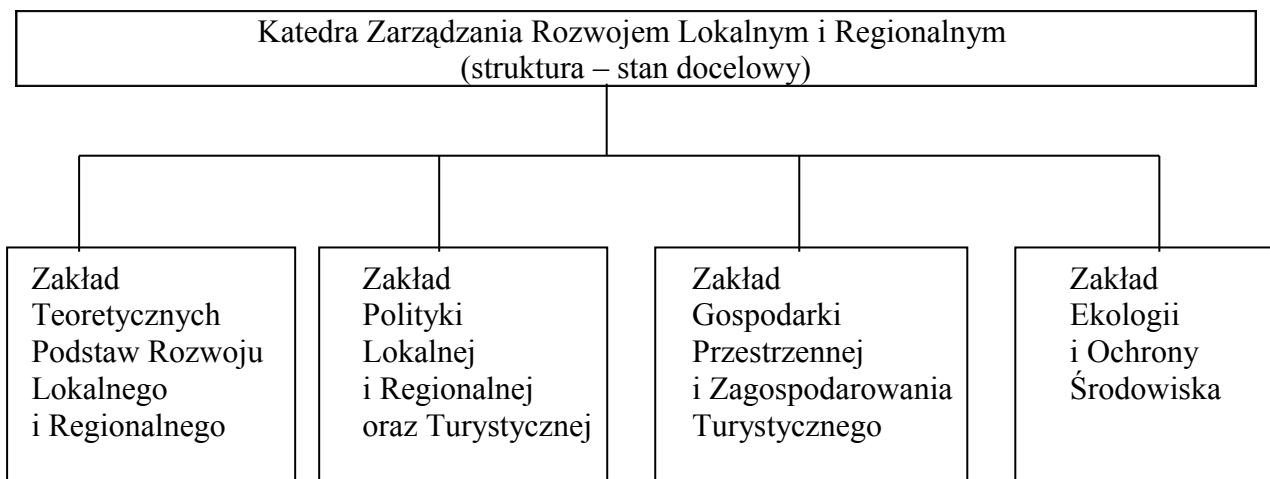 Katedra Zarządzania Rozwojem Lokalnym i Regionalnym
(struktura – stan docelowy)
Zakład
Teoretycznych
Podstaw Rozwoju
Lokalnego
i Regionalnego
Zakład
Polityki
Lokalnej
i Regionalnej
oraz Turystycznej
Zakład
Gospodarki
Przestrzennej
i Zagospodarowania
Turystycznego
Zakład
Ekologii
i Ochrony
Środowiska